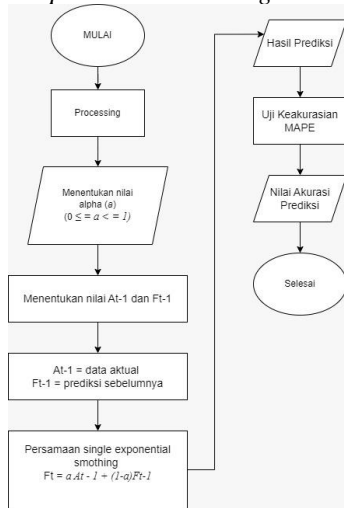 MULAI
Processing
Menentukan nilai
alpha (a)
(0 ≤ = a < = 1)
Menentukan nilai At-1 dan Ft-1
At-1 = data aktual
Ft-1 = prediksi sebelumnya
Persamaan single exponential
smothing
Ft = a At - 1 + (1-a)Ft-1
Hasil Prediksi
Uji Keakurasian
MAPE
Nilai Akurasi
Prediksi
Selesai